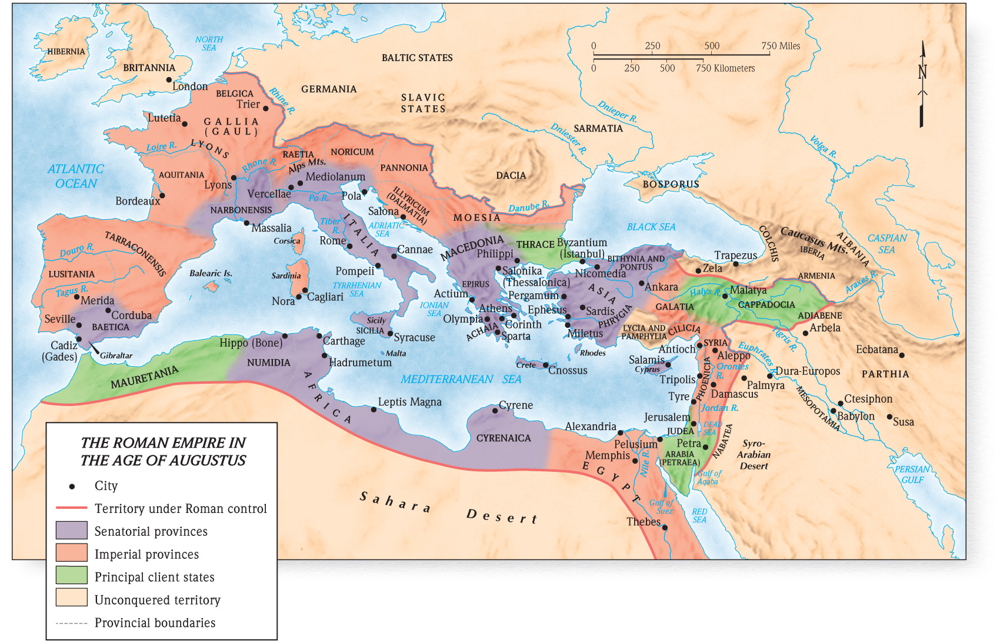 HIBERNIA
BRITANNIA
London
NORTH
SEA
BALTIC STATES
0 250 500 750 Miles
0 250 500 750 Kilometers
N
BELGICA
Trier
Rhine R.
GERMANIA
SLAVIC
STATES
Lutetia
GALLIA
(GAUL)
Dnieper R.
SARMATIA
Dniester R.
Volga R.
Loire R.
LYONS
Rhone R.
RAETIA
Alps Mts.
NORICUM
PANNONIA
DACIA
ATLANTIC
OCEAN
AQUITANIA
Lyons
Mediolanum
Vercellae
Bordeaux
NARBONENSIS
Massalia
Po R.
Pola
ILLYRICUM
(DALMATIA)
Salona
BOSPORUS
Danube R.
MOESIA
BLACK SEA
COLCHIS
Caucasus Mts.
ALBANIA
IBERIA
CASPIAN
SEA
ITALIA
Tiber
R.
ADRIATIC
SEA
Corsica
Rome
Cannae
MACEDONIA
THRACE
Byzantium
(Istanbul)
Philippi
BITHYNIA AND
PONTUS
Trapezus
Zela
ARMENIA
Araxes R.
TARRACONENSIS
Douro R.
LUSITANIA
Tagus R.
Merida
Corduba
Seville
BAETICA
Cadiz
(Gades)
Gibraltar
Balearic Is.
Sardinia
Nora
Cagliari
Pompeii
TYRRHENIAN
SEA
Salonika
(Thessalonica)
Nicomedia
Ankara
Halys R.
Malatya
CAPPADOCIA
EPIRUS
Actium
Pergamum
ASIA
IONIAN
SEA
Athens
Ephesus
Sardis
PHRYGIA
GALATIA
ADIABENE
Arbela
Olympia
Corinth
ACHAIA
Sparta
Miletus
LYCIA AND
PAMPHYLIA
CILICIA
Sicily
SICILIA
Syracuse
Malta
Rhodes
Antioch
SYRIA
Aleppo
Euphrates R.
Tigris R.
Ecbatana
Hippo (Bone)
Carthage
NUMIDIA
Hadrumetum
MAURETANIA
AFRICA
Crete
Cnossus
Salamis
Cyprus
Orontes
R.
Dura-Europos
PARTHIA
MEDITERRANEAN SEA
Tripolis
PHOENICIA
Palmyra
Damascus
Tyre
MESOPOTAMIA
Ctesiphon
Babylon
Susa
Leptis Magna
Cyrene
CYRENAICA
Jordan R.
Jerusalem
DEAD
SEA
JUDEA
Alexandria
Pelusium
Petra
NABATEA
ARABIA
(PETRAEA)
Syro-
Arabian
Desert
Memphis
Nile R.
EGYPT
Gulf of
Aqaba
PERSIAN
GULF
Gulf of
Suez
RED
SEA
Thebes
Sahara Desert
THE ROMAN EMPIRE IN
THE AGE OF AUGUSTUS
City
Territory under Roman control
Senatorial provinces
Imperial provinces
Principal client states
Unconquered territory
Provincial boundaries